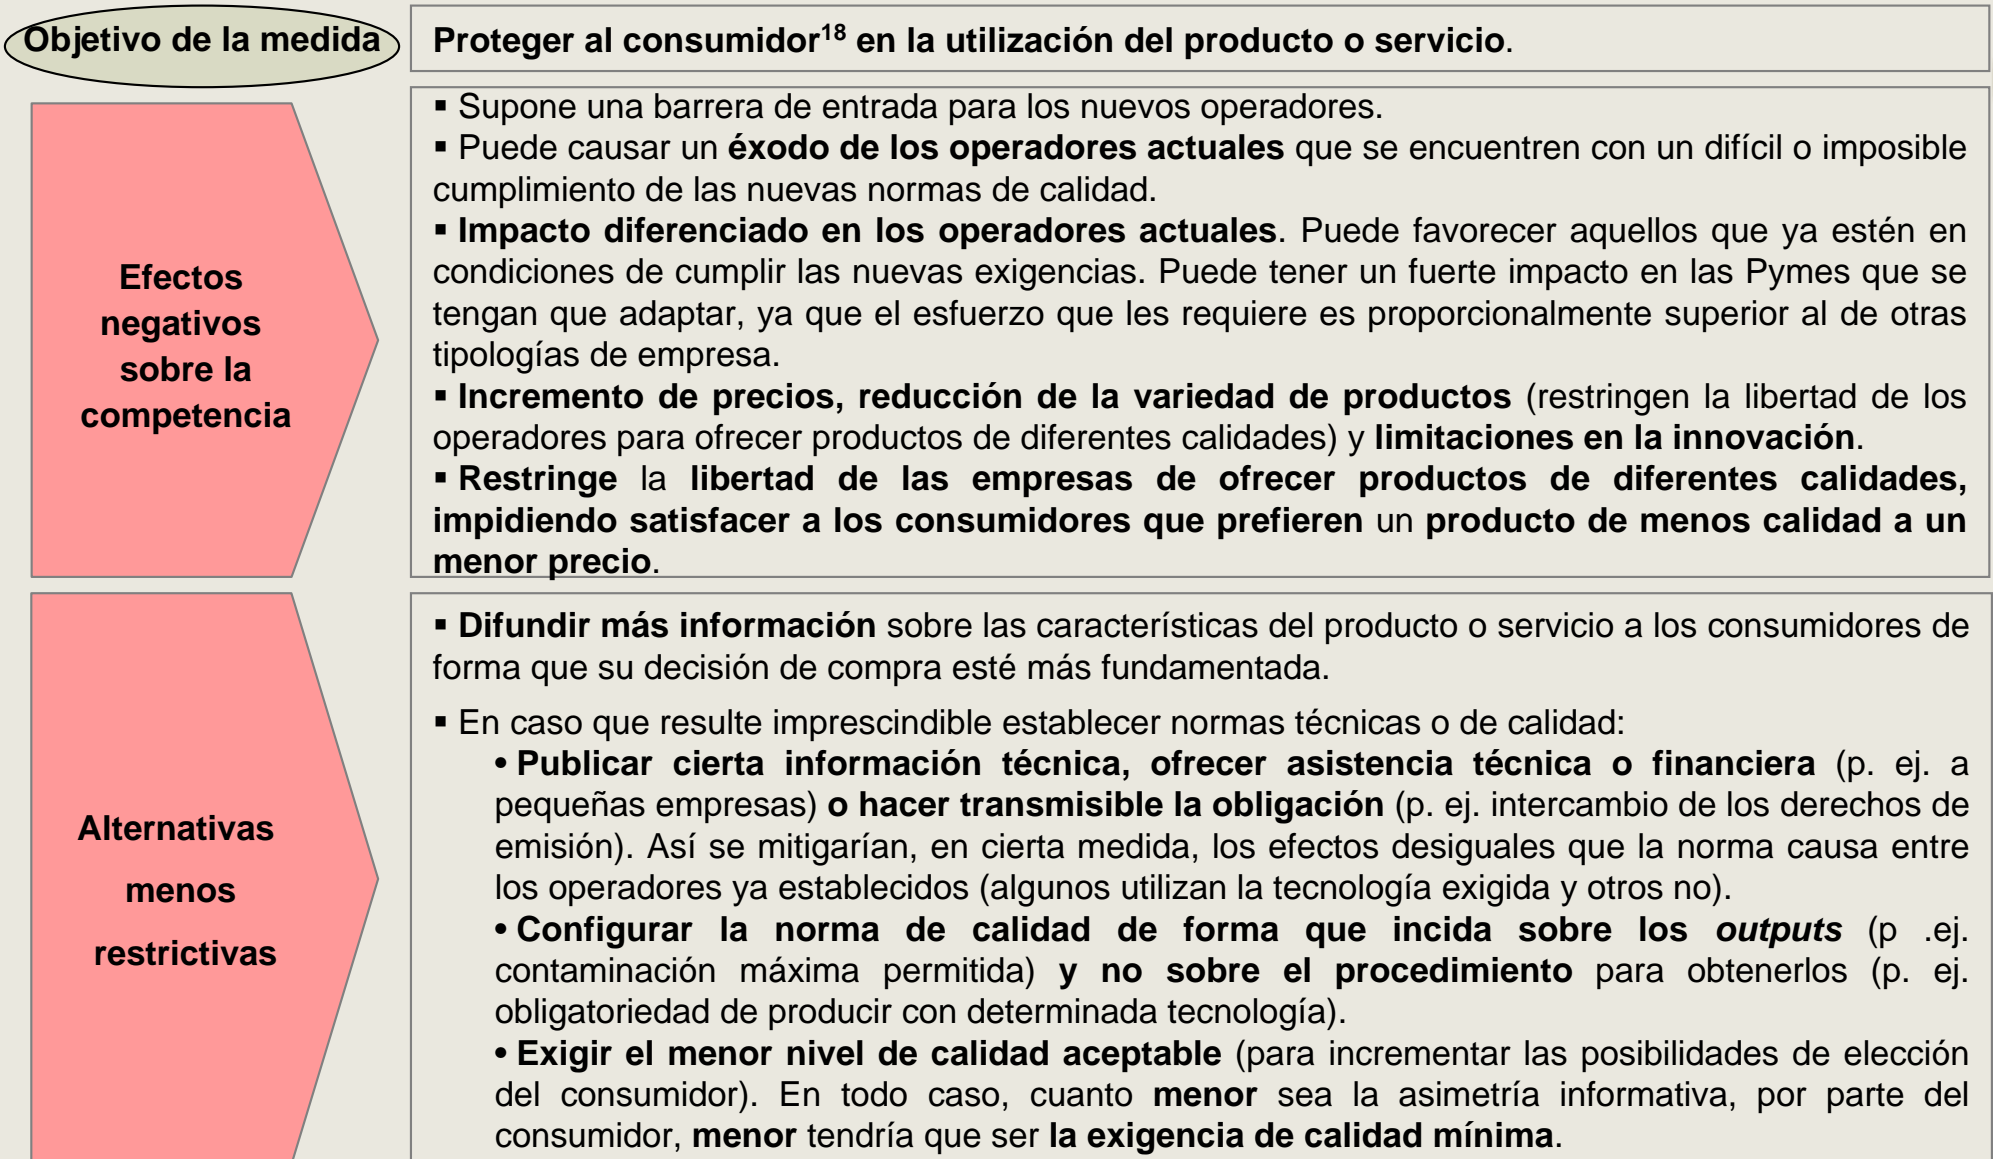 Objetivo de la medida
Proteger al consumidor18 en la utilización del producto o servicio.
Efectos
negativos
sobre la
competencia
▪ Supone una barrera de entrada para los nuevos operadores.
▪ Puede causar un éxodo de los operadores actuales que se encuentren con un difícil o imposible
cumplimiento de las nuevas normas de calidad.
▪ Impacto diferenciado en los operadores actuales. Puede favorecer aquellos que ya estén en
condiciones de cumplir las nuevas exigencias. Puede tener un fuerte impacto en las Pymes que se
tengan que adaptar, ya que el esfuerzo que les requiere es proporcionalmente superior al de otras
tipologías de empresa.
▪ Incremento de precios, reducción de la variedad de productos (restringen la libertad de los
operadores para ofrecer productos de diferentes calidades) y limitaciones en la innovación.
▪ Restringe la libertad de las empresas de ofrecer productos de diferentes calidades,
impidiendo satisfacer a los consumidores que prefieren un producto de menos calidad a un
menor precio.
Alternativas
menos
restrictivas
▪ Difundir más información sobre las características del producto o servicio a los consumidores de
forma que su decisión de compra esté más fundamentada.
▪ En caso que resulte imprescindible establecer normas técnicas o de calidad:
• Publicar cierta información técnica, ofrecer asistencia técnica o financiera (p. ej. a
pequeñas empresas) o hacer transmisible la obligación (p. ej. intercambio de los derechos de
emisión). Así se mitigarían, en cierta medida, los efectos desiguales que la norma causa entre
los operadores ya establecidos (algunos utilizan la tecnología exigida y otros no).
• Configurar la norma de calidad de forma que incida sobre los outputs (p .ej.
contaminación máxima permitida) y no sobre el procedimiento para obtenerlos (p. ej.
obligatoriedad de producir con determinada tecnología).
• Exigir el menor nivel de calidad aceptable (para incrementar las posibilidades de elección
del consumidor). En todo caso, cuanto menor sea la asimetría informativa, por parte del
consumidor, menor tendría que ser la exigencia de calidad mínima.